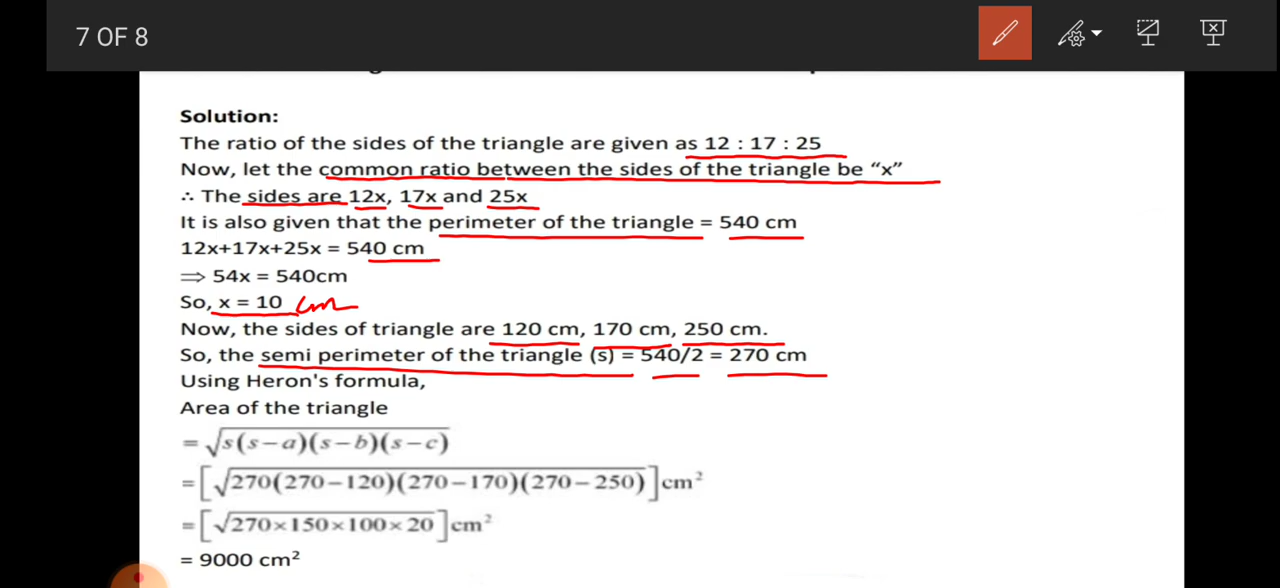 7 OF 8
Solution:
The ratio of the sides of the triangle are given as 12 : 17 : 25
Now, let the common ratio between the sides of the triangle be “x”
∴ The sides are 12x, 17x and 25x
It is also given that the perimeter of the triangle = 540 cm
12x+17x+25x = 540 cm
⟹ 54x = 540cm
So, x = 10 cm
Now, the sides of triangle are 120 cm, 170 cm, 250 cm.
So, the semi perimeter of the triangle (s) = 540/2 = 270 cm
Using Heron's formula,
Area of the triangle
= √s(s−a)(s−b)(s−c)
= [√270(270−120)(270−170)(270−250)]cm²
= [√270×150×100×20]cm²
= 9000 cm²